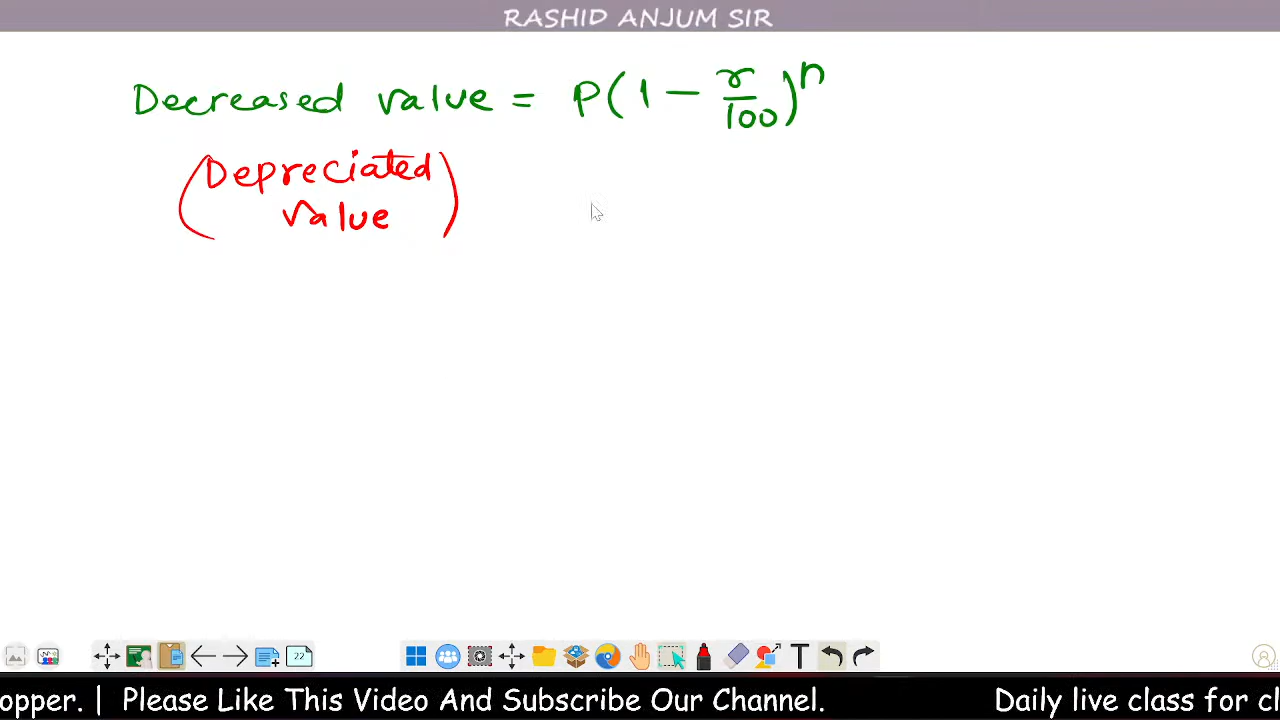 RASHID ANJUM SIR
Decreased value = P(1 - r/100)^n
(Depreciated
value)
22
T
opper. | Please Like This Video And Subscribe Our Channel. Daily live class for cl